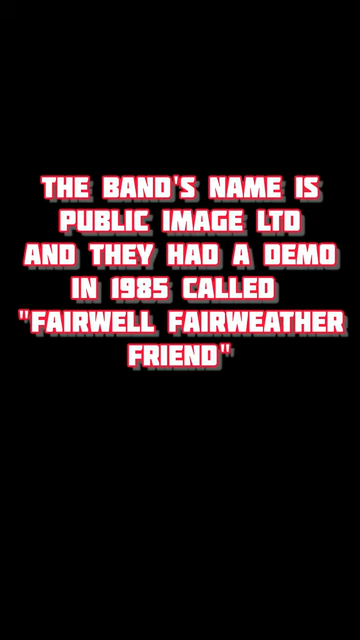 THE BAND'S NAME IS
PUBLIC IMAGE LTD
AND THEY HAD A DEMO
IN 1985 CALLED
"FAIRWELL FAIRWEATHER
FRIEND"